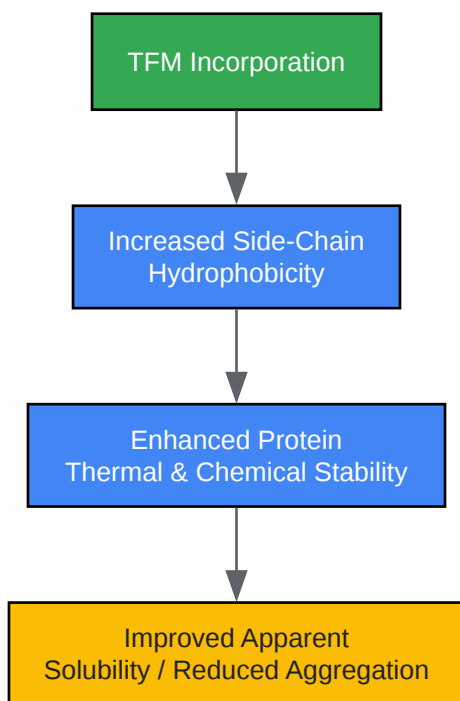 TFM Incorporation
Increased Side-Chain
Hydrophobicity
Enhanced Protein
Thermal & Chemical Stability
Improved Apparent
Solubility / Reduced Aggregation